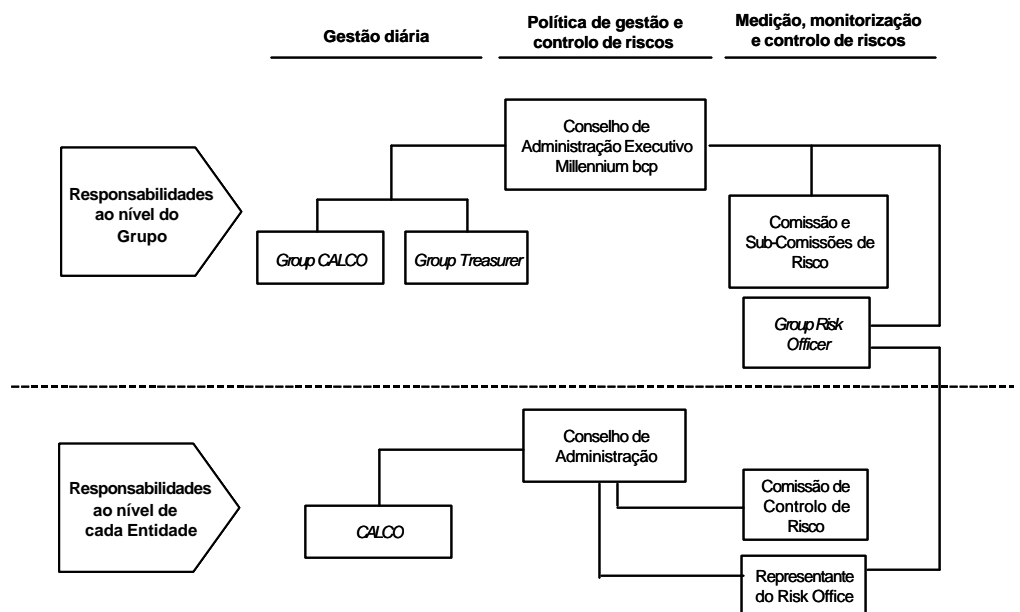 Gestão diária
Política de gestão e
controlo de riscos
Medição, monitorização
e controlo de riscos
Responsabilidades
ao nível do
Grupo
Conselho de
Administração Executivo
Millennium bcp
Group CALCO
Group Treasurer
Comissão e
Sub-Comissões de
Risco
Group Risk
Officer
Responsabilidades
ao nível de
cada Entidade
Conselho de
Administração
CALCO
Comissão de
Controlo de
Risco
Representante
do Risk Office